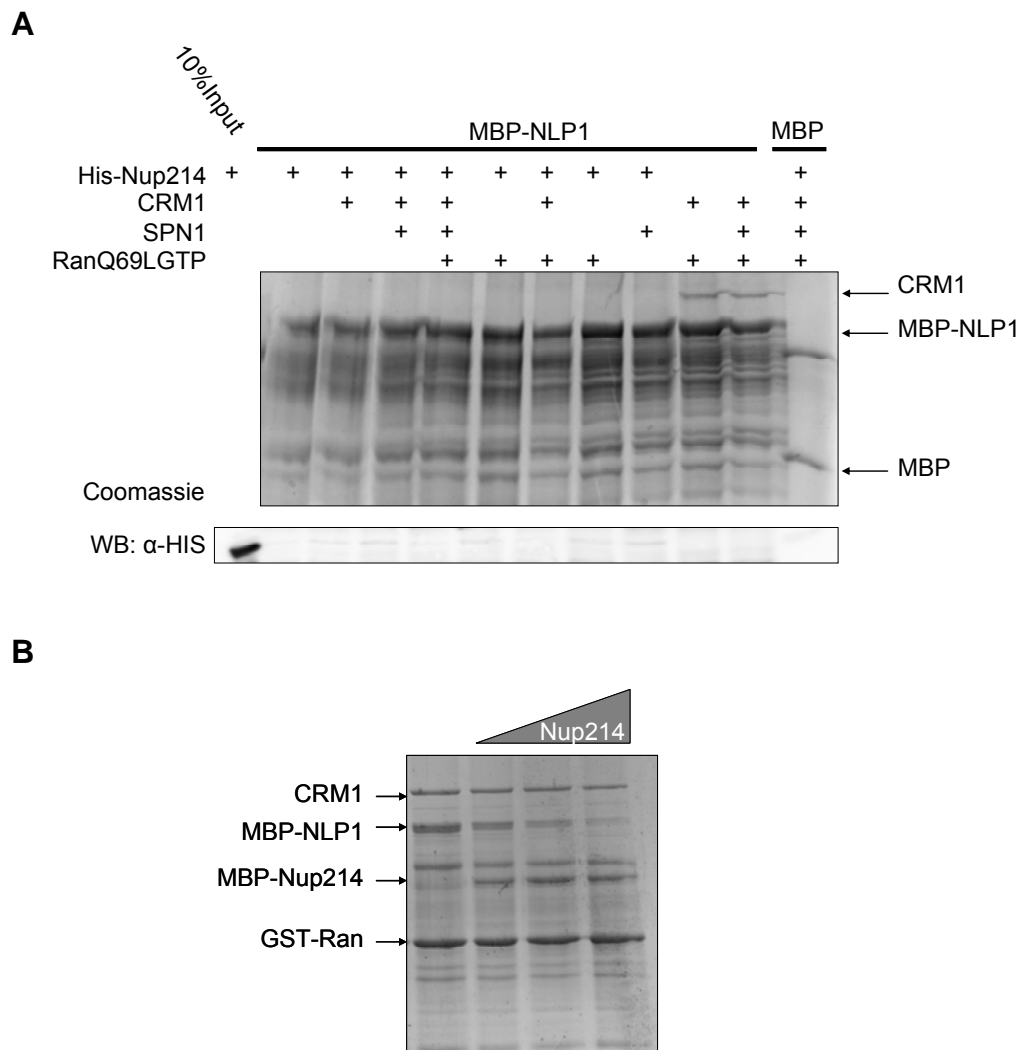 A
10%Input
MBP-NLP1 MBP
His-Nup214 + + + + + + + + + +
CRM1 + + + + + + +
SPN1 + + + + +
RanQ69LGTP + + + + + + +
CRM1
MBP-NLP1
MBP
Coomassie
WB: α-HIS
B
Nup214
CRM1
MBP-NLP1
MBP-Nup214
GST-Ran